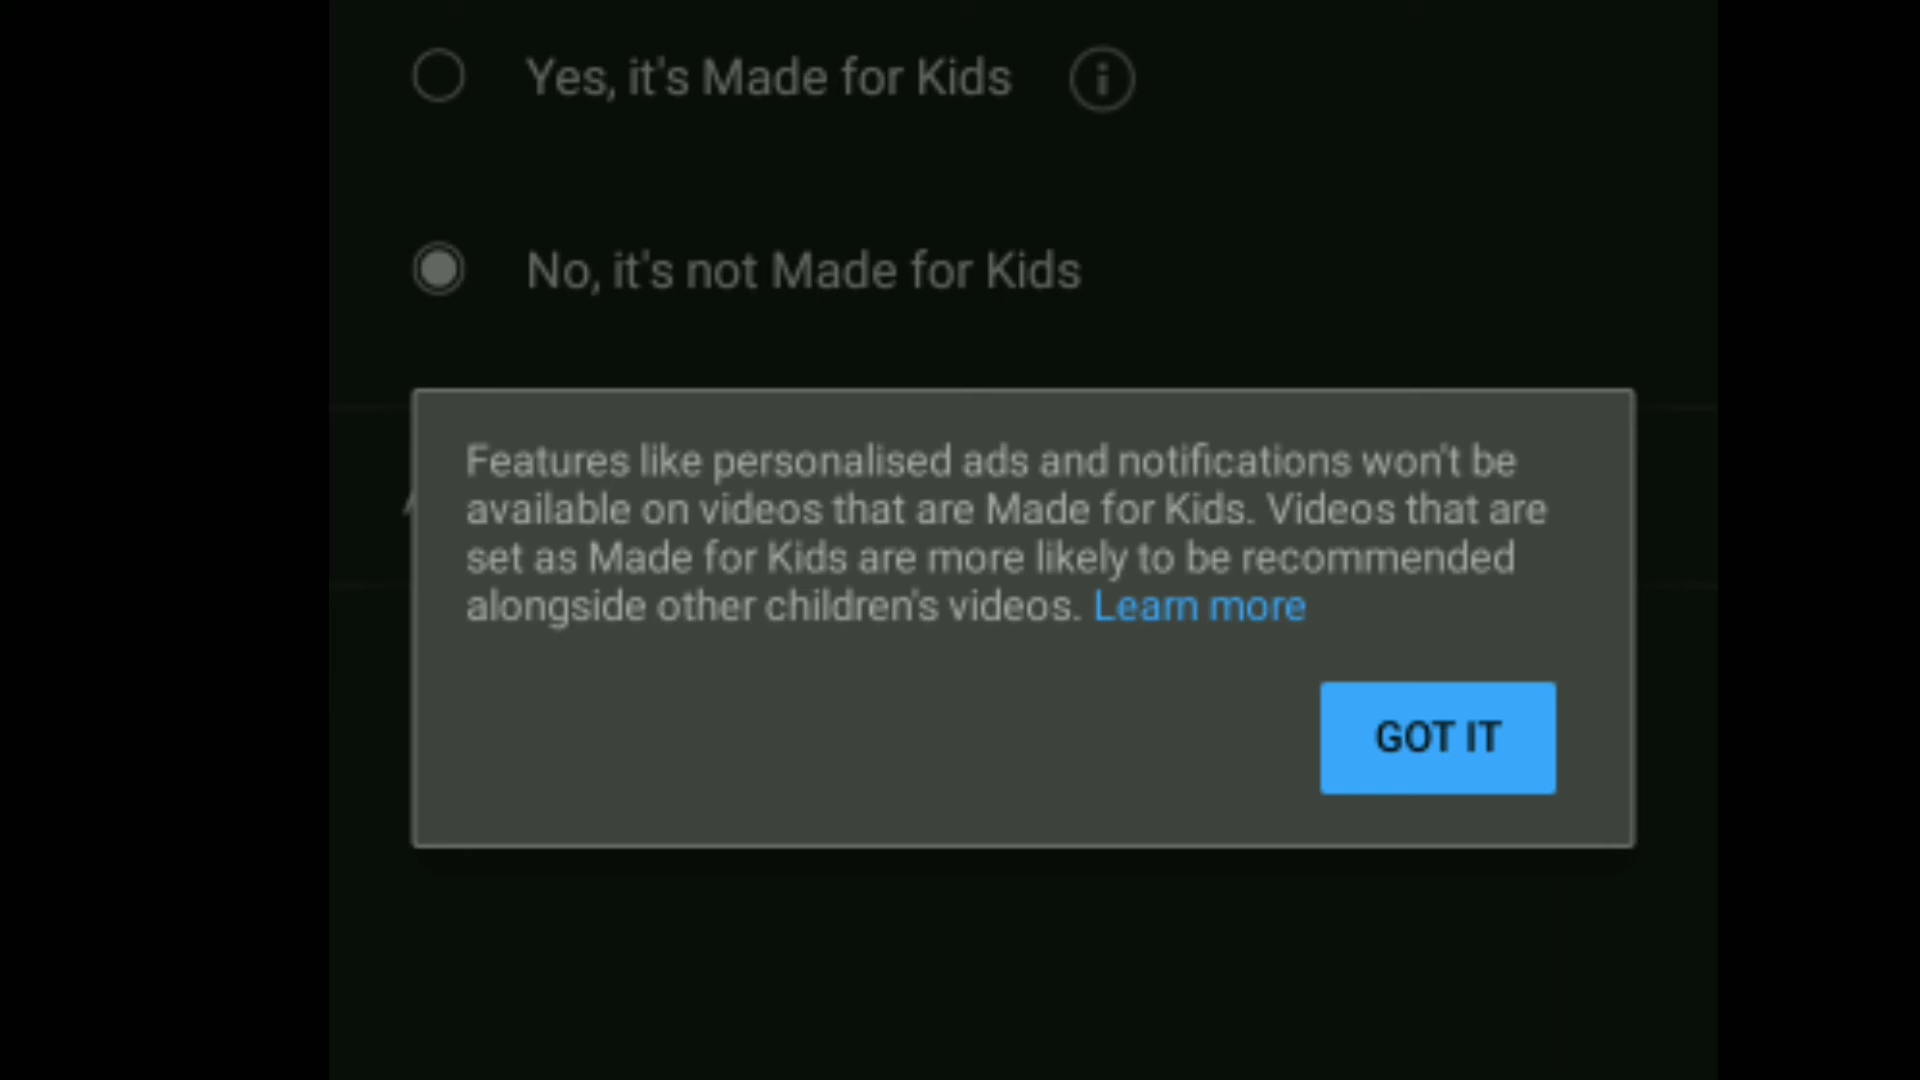 Yes, it's Made for Kids
No, it's not Made for Kids
Features like personalised ads and notifications won't be
available on videos that are Made for Kids. Videos that are
set as Made for Kids are more likely to be recommended
alongside other children's videos. Learn more
GOT IT